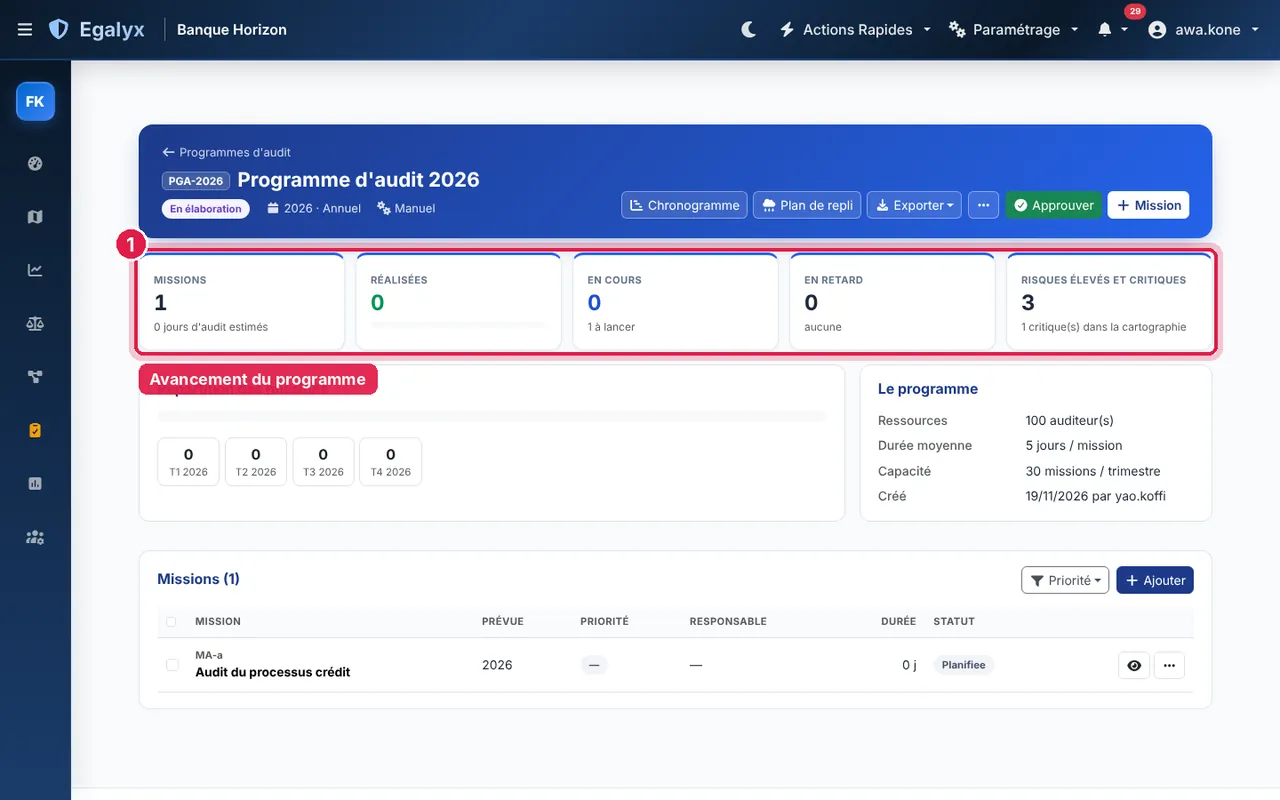 Egalyx
Banque Horizon
Actions Rapides
Paramétrage
29
awa.kone
FK
← Programmes d'audit
PGA-2026 Programme d'audit 2026
En élaboration 2026 · Annuel Manuel
Chronogramme
Plan de repli
Exporter
Approuver
+ Mission
1
MISSIONS
1
0 jours d'audit estimés
RÉALISÉES
0
EN COURS
0
1 à lancer
EN RETARD
0
aucune
RISQUES ÉLEVÉS ET CRITIQUES
3
1 critique(s) dans la cartographie
Avancement du programme
0
T1 2026
0
T2 2026
0
T3 2026
0
T4 2026
Le programme
Ressources 100 auditeur(s)
Durée moyenne 5 jours / mission
Capacité 30 missions / trimestre
Créé 19/11/2026 par yao.koffi
Missions (1)
Priorité
+ Ajouter
MISSION PRÉVUE PRIORITÉ RESPONSABLE DURÉE STATUT
MA-a
Audit du processus crédit 2026 — — 0 j Planifiee